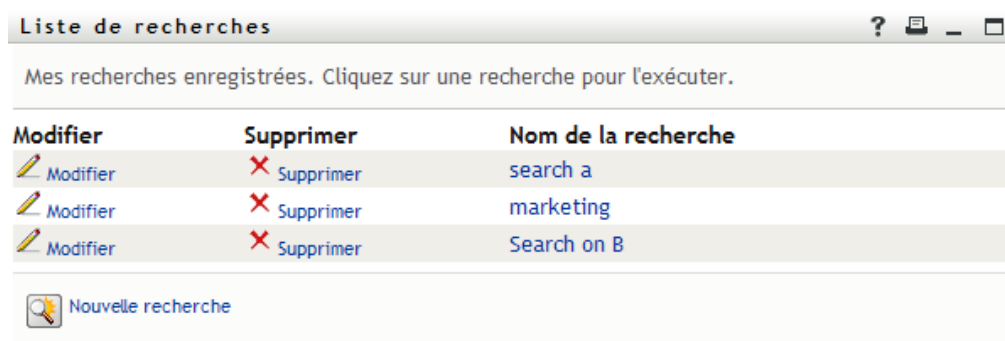 Liste de recherches ?
Mes recherches enregistrées. Cliquez sur une recherche pour l'exécuter.
Modifier Supprimer Nom de la recherche
Modifier Supprimer search a
Modifier Supprimer marketing
Modifier Supprimer Search on B
Nouvelle recherche